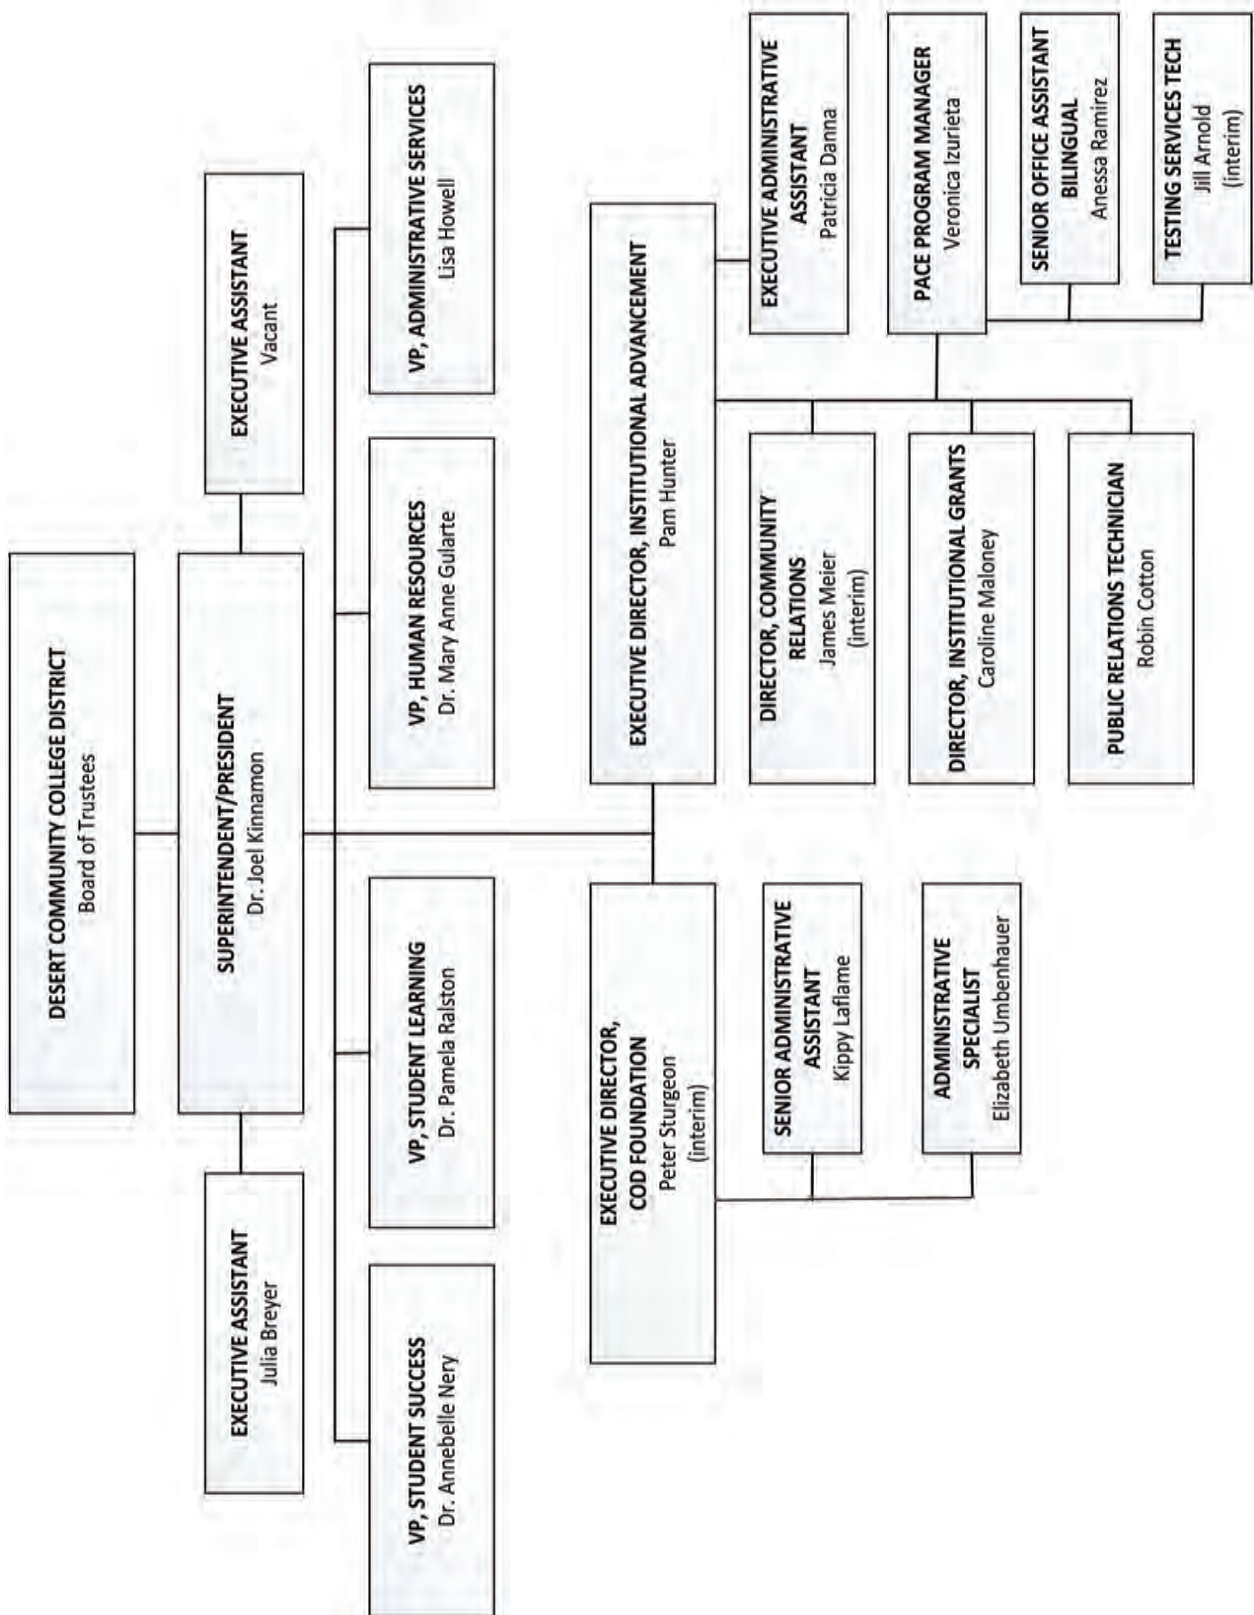 DESERT COMMUNITY COLLEGE DISTRICT
Board of Trustees
EXECUTIVE ASSISTANT
Julia Breyer
SUPERINTENDENT/PRESIDENT
Dr. Joel Kinnamon
EXECUTIVE ASSISTANT
Vacant
VP, STUDENT SUCCESS
Dr. Annebelle Nery
VP, STUDENT LEARNING
Dr. Pamela Ralston
VP, HUMAN RESOURCES
Dr. Mary Anne Gularte
VP, ADMINISTRATIVE SERVICES
Lisa Howell
EXECUTIVE DIRECTOR,
COD FOUNDATION
Peter Sturgeon
(interim)
EXECUTIVE DIRECTOR, INSTITUTIONAL ADVANCEMENT
Pam Hunter
SENIOR ADMINISTRATIVE
ASSISTANT
Kippy Laflame
ADMINISTRATIVE
SPECIALIST
Elizabeth Umbenhauer
DIRECTOR, COMMUNITY
RELATIONS
James Meier
(interim)
DIRECTOR, INSTITUTIONAL GRANTS
Caroline Maloney
PUBLIC RELATIONS TECHNICIAN
Robin Cotton
EXECUTIVE ADMINISTRATIVE
ASSISTANT
Patricia Danna
PACE PROGRAM MANAGER
Veronica Izurieta
SENIOR OFFICE ASSISTANT
BILINGUAL
Anessa Ramirez
TESTING SERVICES TECH
Jill Arnold
(interim)